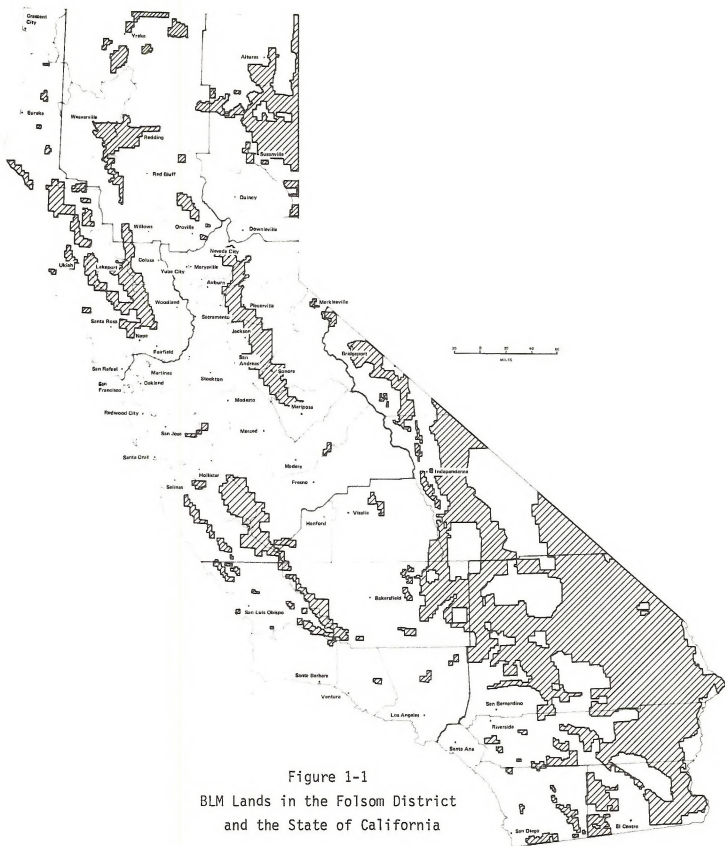 Crescent
City
Yreka
Alturas
Eureka
Weaverville
Redding
Susanville
Red Bluff
Quincy
Willows
Oroville
Downieville
Nevada City
Ukiah
Lakeport
Colusa
Yuba City
Marysville
Auburn
Woodland
Placerville
Markleeville
Santa Rosa
Sacramento
Jackson
Napa
Fairfield
San
Andreas
Bridgeport
San Rafael
Martinez
Sonora
San
Francisco
Oakland
Stockton
Modesto
Mariposa
Redwood City
San Jose
Merced
Santa Cruz
Madera
Independence
Hollister
Fresno
Salinas
Hanford
Visalia
Bakersfield
San Luis Obispo
Santa Barbara
Ventura
San Bernardino
Los Angeles
Riverside
Santa Ana
San Diego
El Centro
MILES
Figure 1-1
BLM Lands in the Folsom District
and the State of California